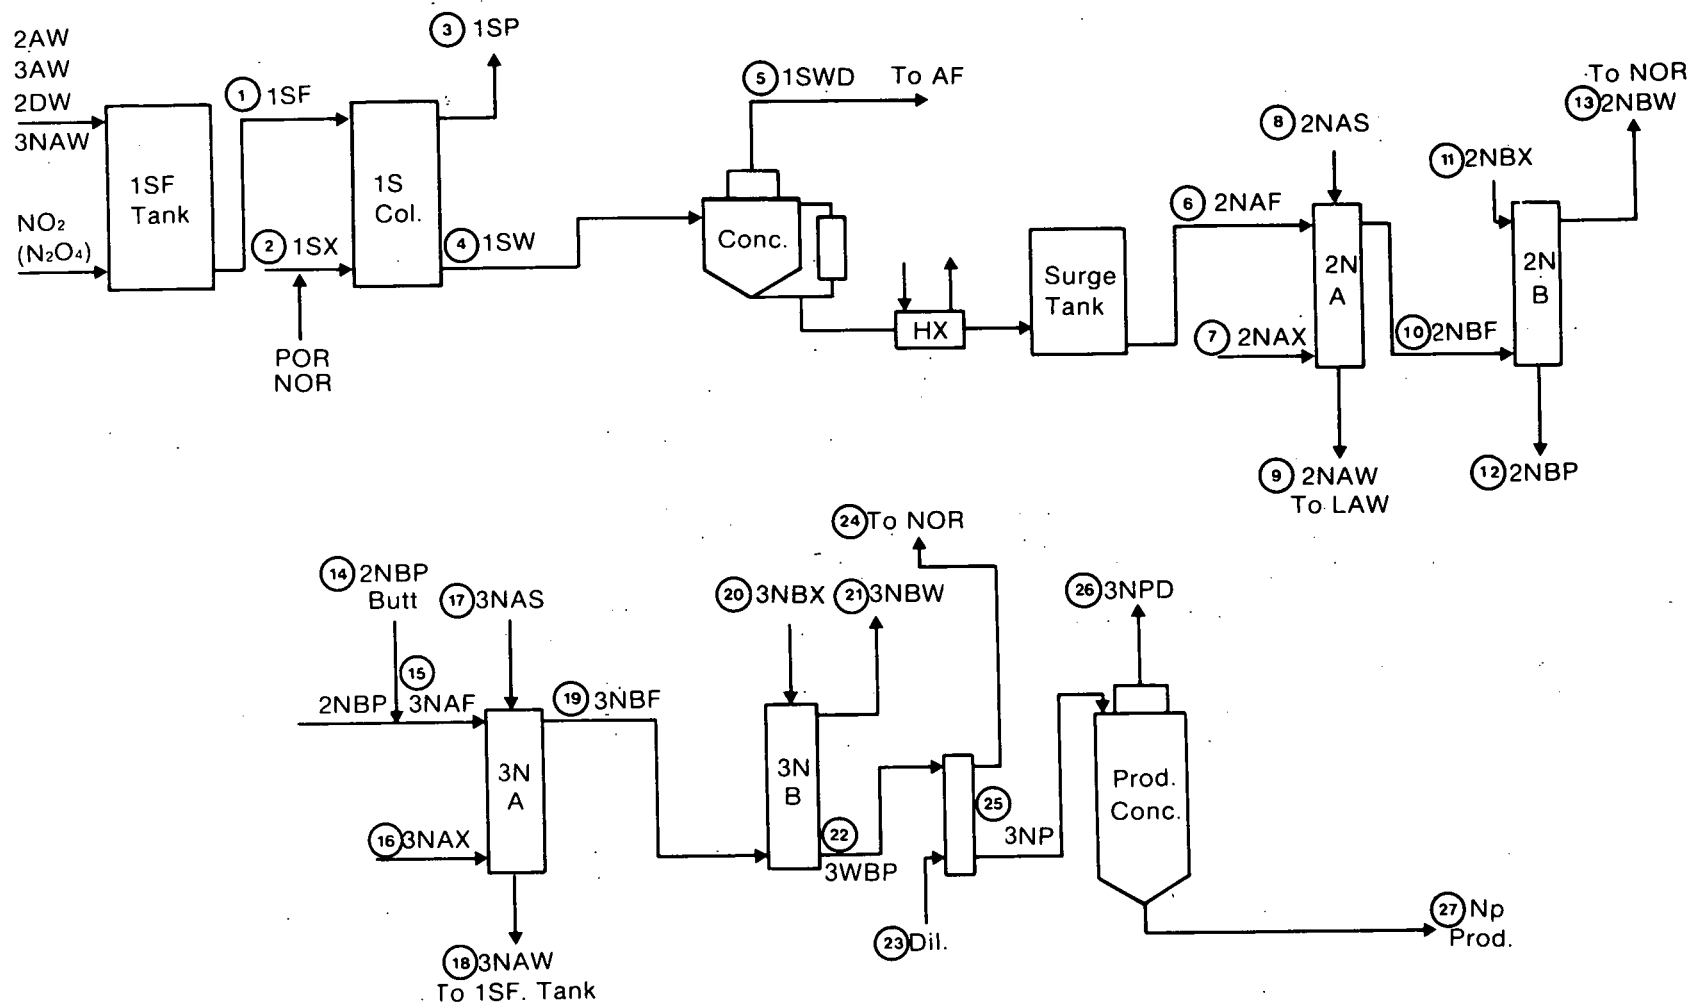 2AW
3AW
2DW
3NAW
NO₂
(N₂O₄)
1SF
Tank
1 1SF
2 1SX
POR
NOR
1S
Col.
3 1SP
4 1SW
5 1SWD To AF
Conc.
HX
Surge
Tank
6 2NAF
7 2NAX
8 2NAS
2N
A
9 2NAW
To LAW
10 2NBF
11 2NBX
2N
B
12 2NBP
To NOR
13 2NBW
14 2NBP
Butt
15
2NBP 3NAF
16 3NAX
17 3NAS
3N
A
18 3NAW
To 1SF. Tank
19 3NBF
20 3NBX
21 3NBW
3N
B
22
3WBP
23 Dil.
24 To NOR
25
3NP
26 3NPD
Prod.
Conc.
27 Np
Prod.